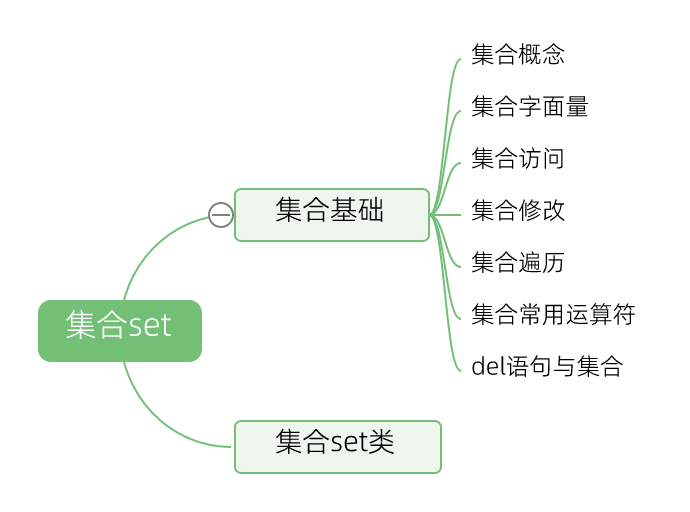 集合set
集合基础
集合概念
集合字面量
集合访问
集合修改
集合遍历
集合常用运算符
del语句与集合
集合set类